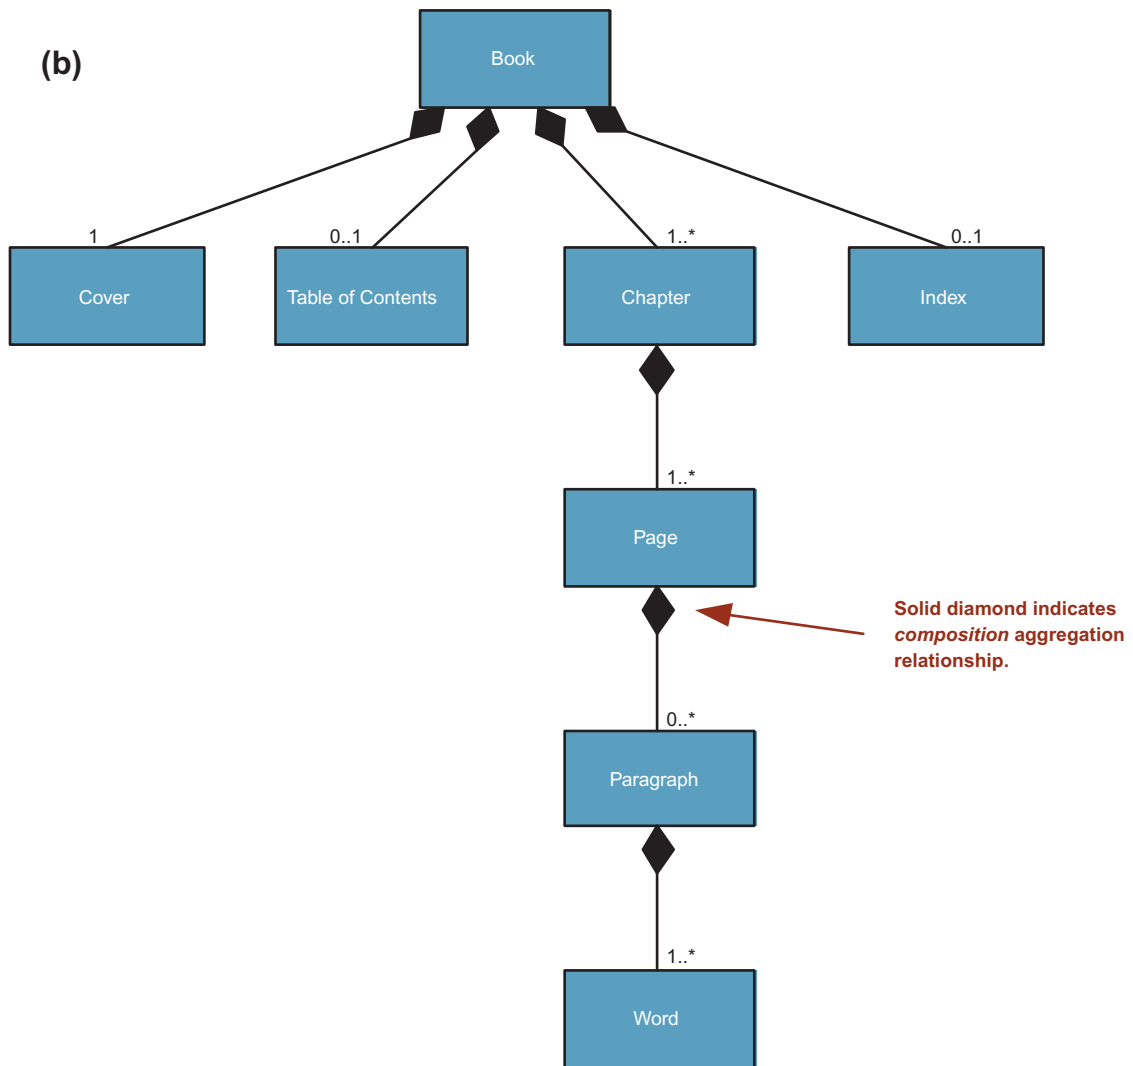 (b)
Book
1
0..1
1..*
0..1
Cover
Table of Contents
Chapter
Index
1..*
Page
Solid diamond indicates
composition aggregation
relationship.
0..*
Paragraph
1..*
Word